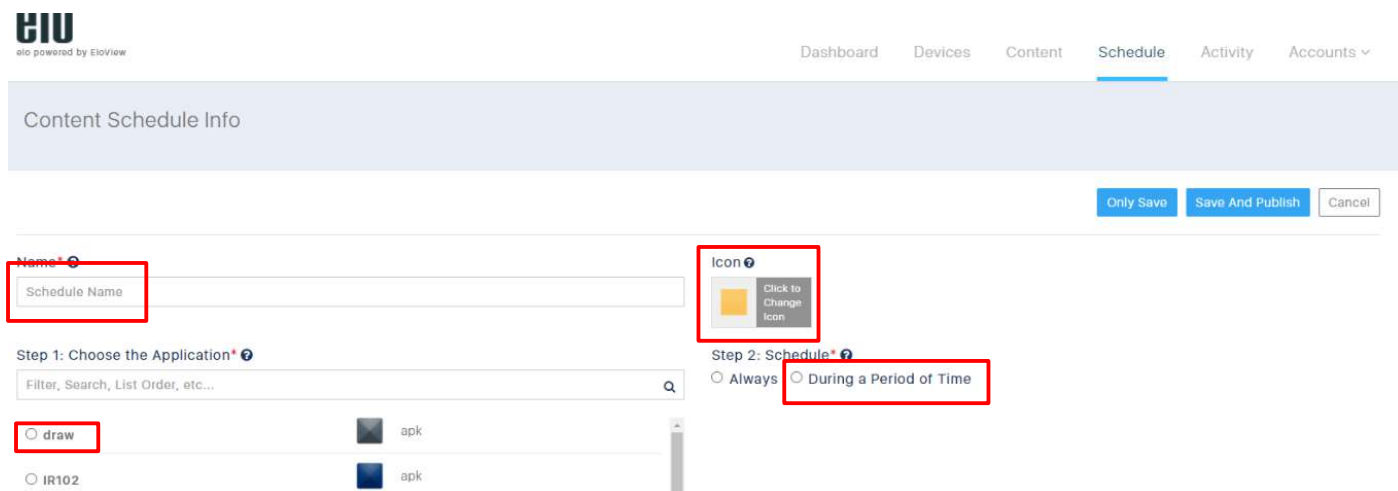 elo
elo powered by EloView
Dashboard Devices Content Schedule Activity Accounts
Content Schedule Info
Only Save Save And Publish Cancel
Name*
Schedule Name
Icon
Click to
Change
Icon
Step 1: Choose the Application*
Filter, Search, List Order, etc...
Step 2: Schedule*
Always During a Period of Time
draw apk
IR102 apk